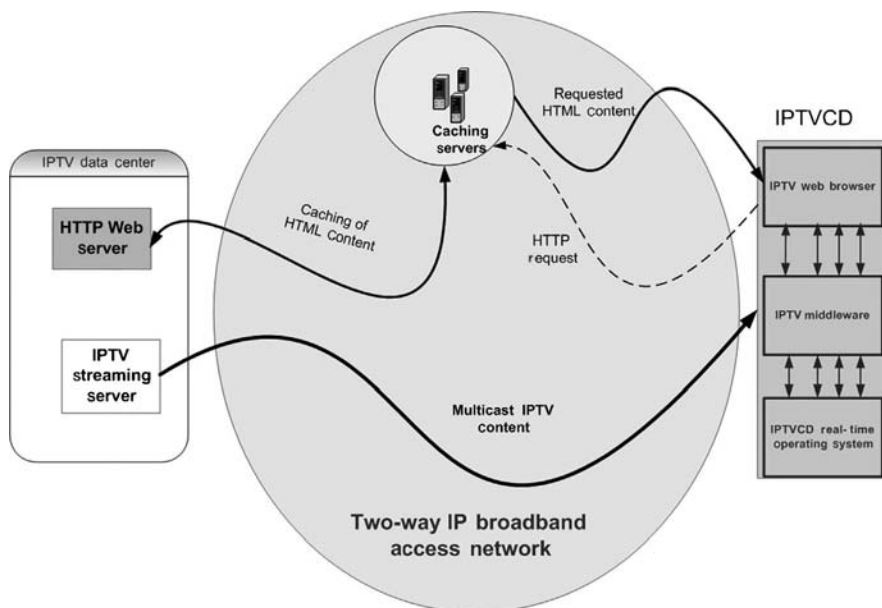 IPTV data center
HTTP Web
server
IPTV
streaming
server
Caching of
HTML Content
Caching
servers
Requested
HTML content
HTTP
request
Multicast IPTV
content
Two-way IP broadband
access network
IPTVCD
IPTV web browser
IPTV middleware
IPTVCD real-time
operating system